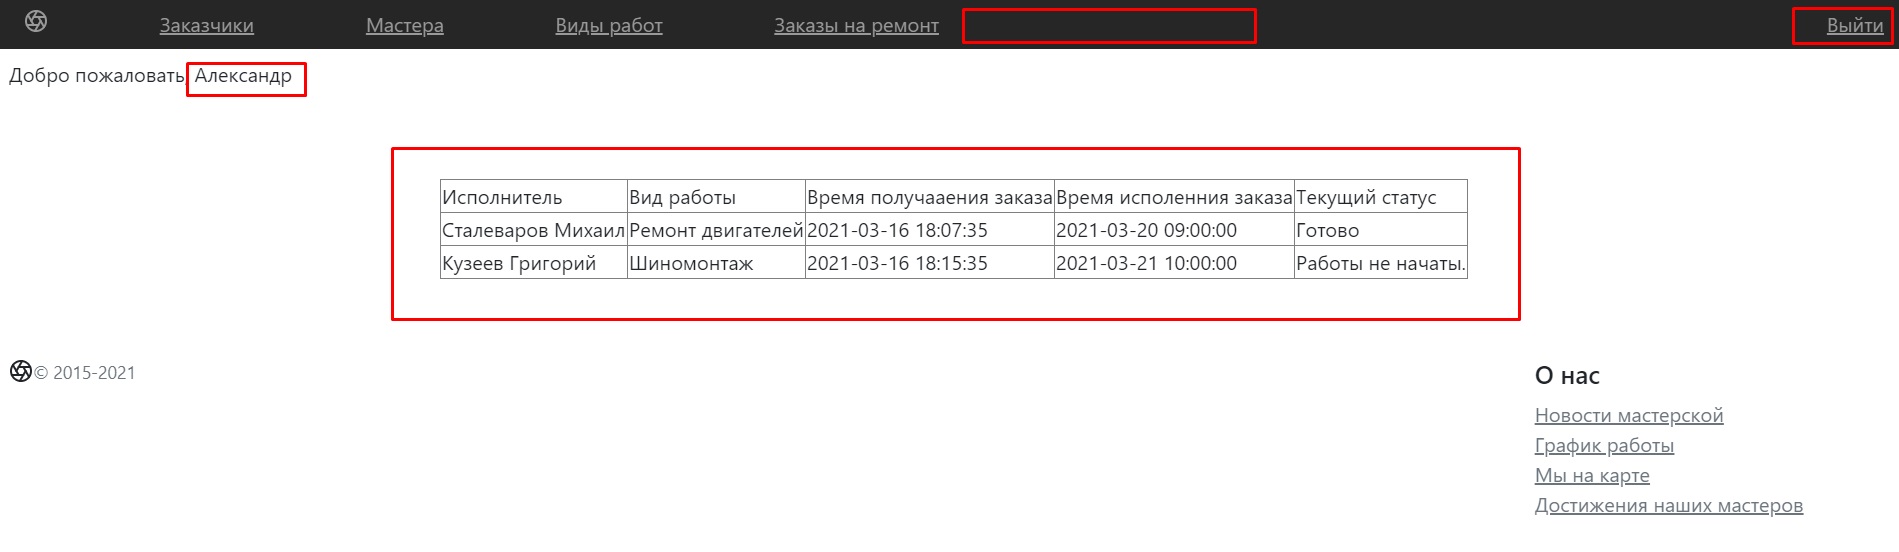 Заказчики Мастера Виды работ Заказы на ремонт Выйти
Добро пожаловать, Александр
Исполнитель Вид работы Время получааения заказа Время исполенния заказа Текущий статус
Сталеваров Михаил Ремонт двигателей 2021-03-16 18:07:35 2021-03-20 09:00:00 Готово
Кузеев Григорий Шиномонтаж 2021-03-16 18:15:35 2021-03-21 10:00:00 Работы не начаты.
© 2015-2021
О нас
Новости мастерской
График работы
Мы на карте
Достижения наших мастеров